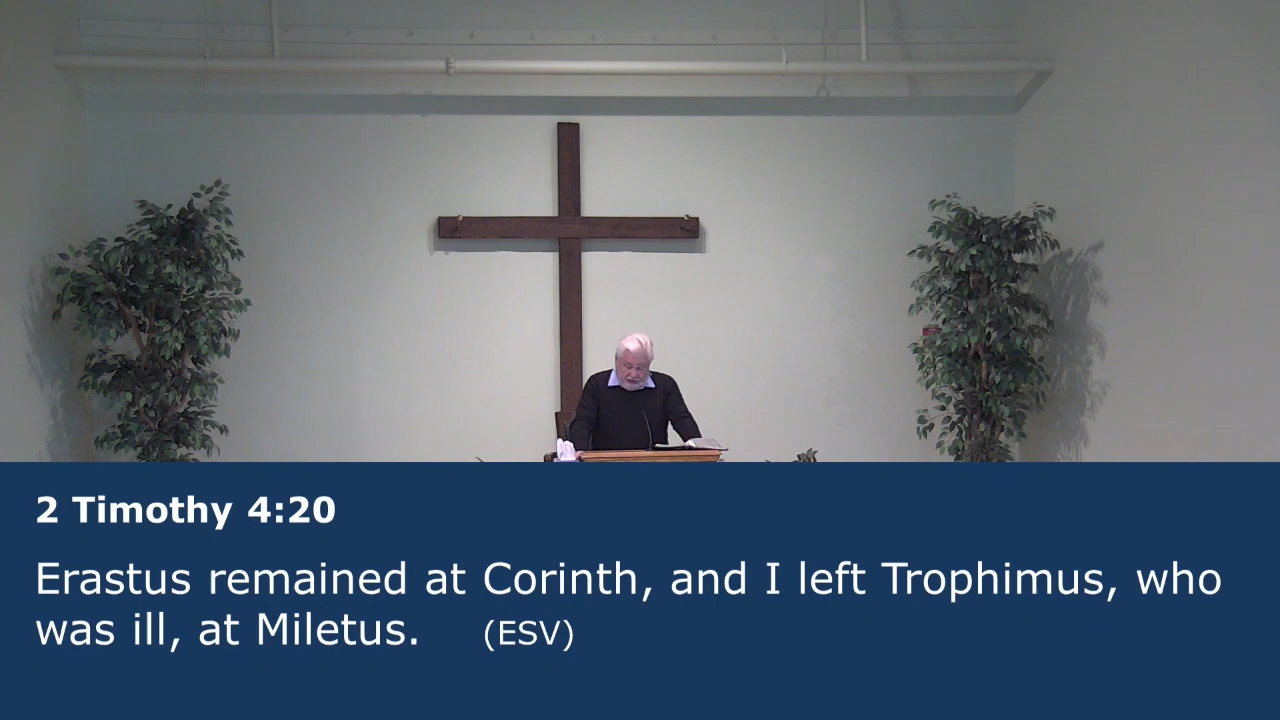 2 Timothy 4:20
Erastus remained at Corinth, and I left Trophimus, who
was ill, at Miletus. (ESV)